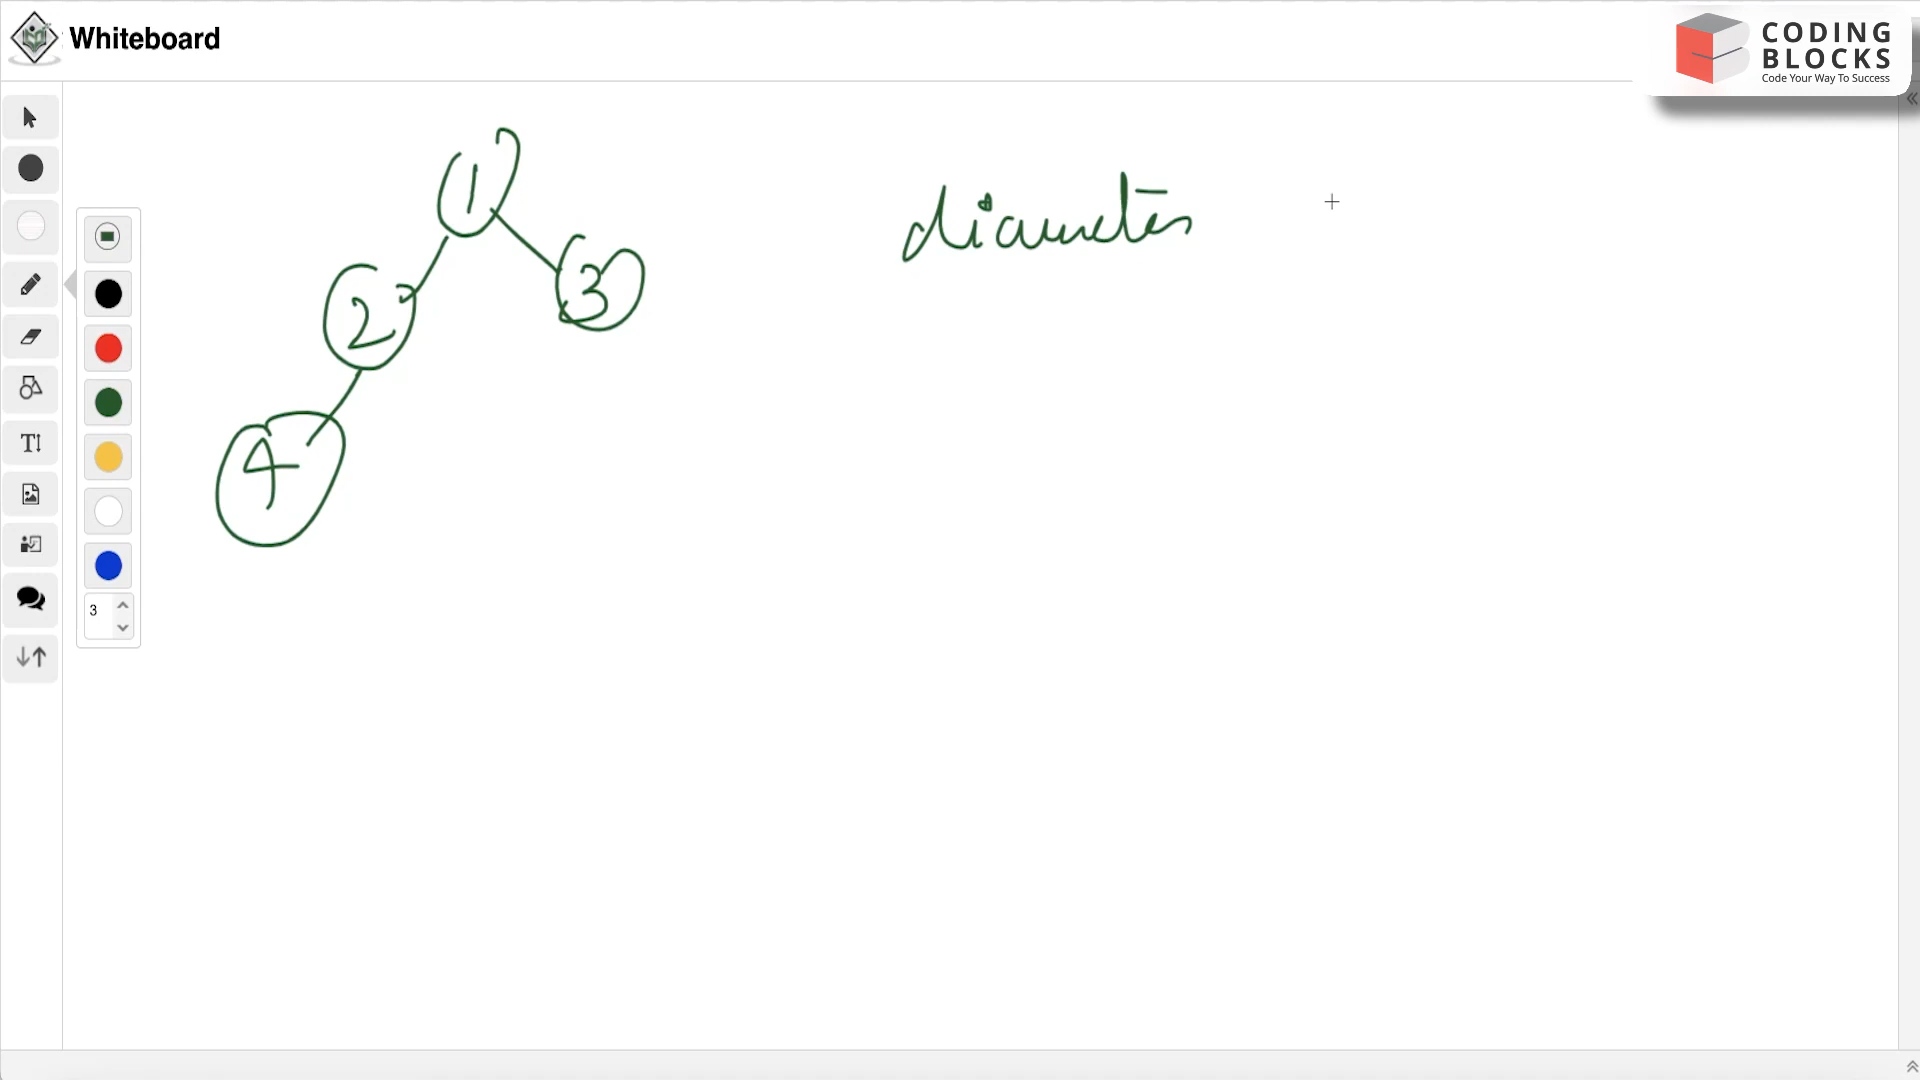 Whiteboard
CODING
BLOCKS
Code Your Way To Success
1
diameter
2
3
4
T
3